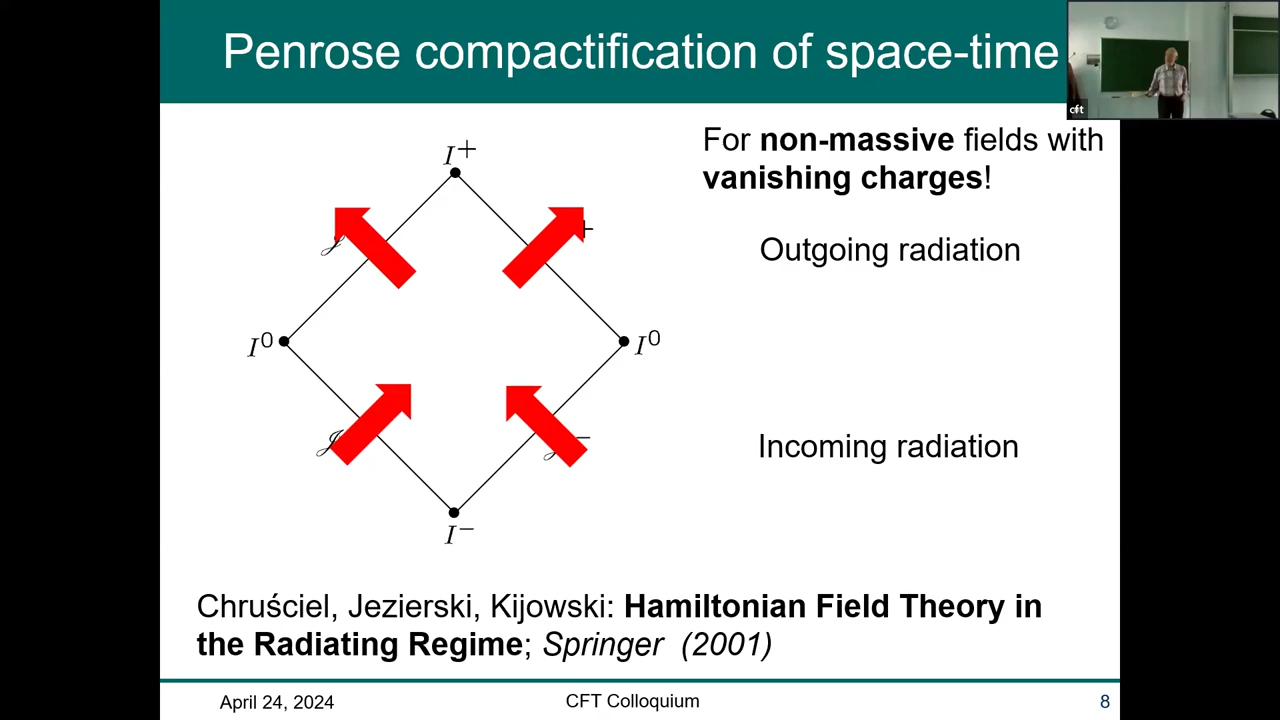 Penrose compactification of space-time
cft
For non-massive fields with
vanishing charges!
I+
+
Outgoing radiation
I0
I0
Incoming radiation
−
I−
Chruściel, Jezierski, Kijowski: Hamiltonian Field Theory in
the Radiating Regime; Springer (2001)
April 24, 2024
CFT Colloquium
8